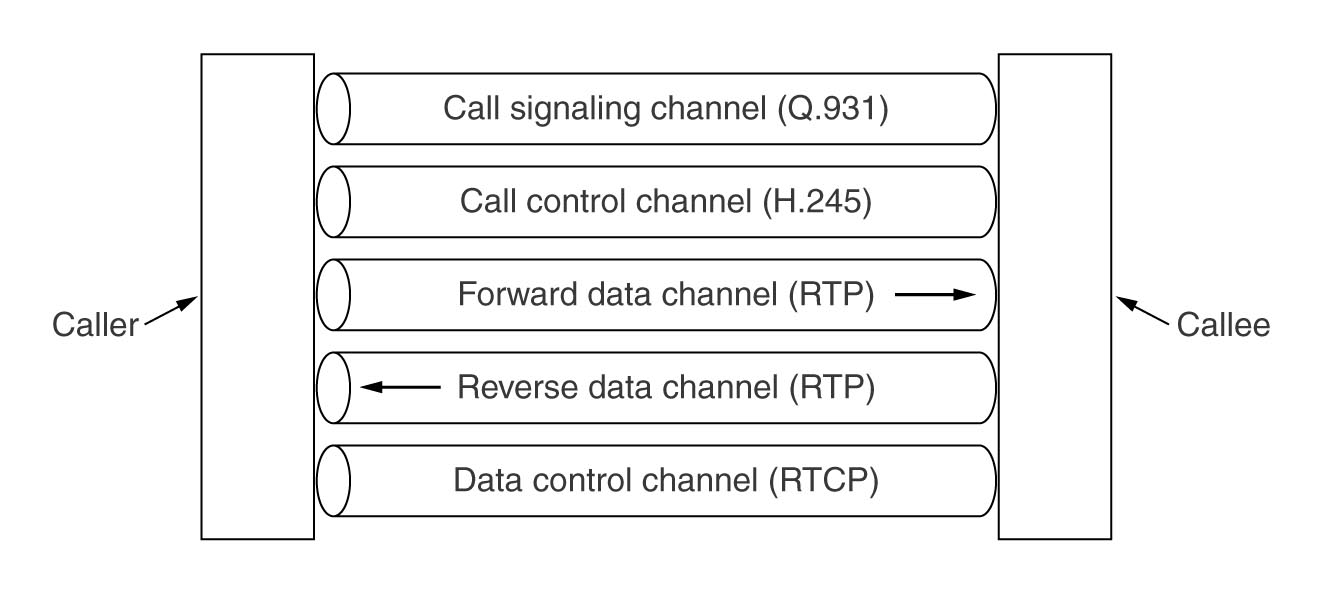 Call signaling channel (Q.931)
Call control channel (H.245)
Forward data channel (RTP)
Caller
Callee
Reverse data channel (RTP)
Data control channel (RTCP)